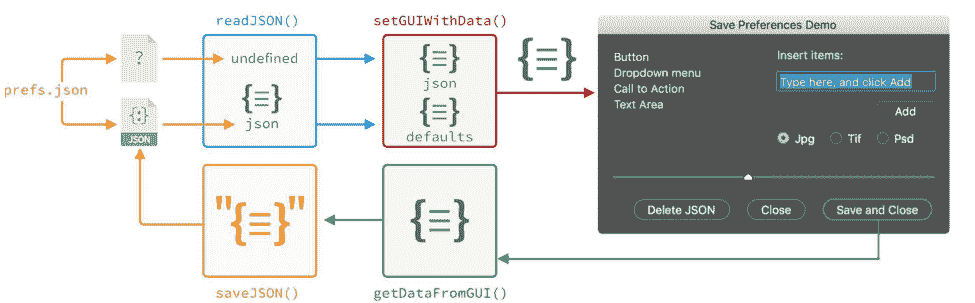 readJSON()
setGUIWithData()
prefs.json
?
undefined
{≡}
json
{:}
JSON
{≡}
json
{≡}
defaults
{≡}
Save Preferences Demo
Button
Dropdown menu
Call to Action
Text Area
Insert items:
Type here, and click Add
Add
Jpg Tif Psd
Delete JSON Close Save and Close
"{≡}"
saveJSON()
{≡}
getDataFromGUI()